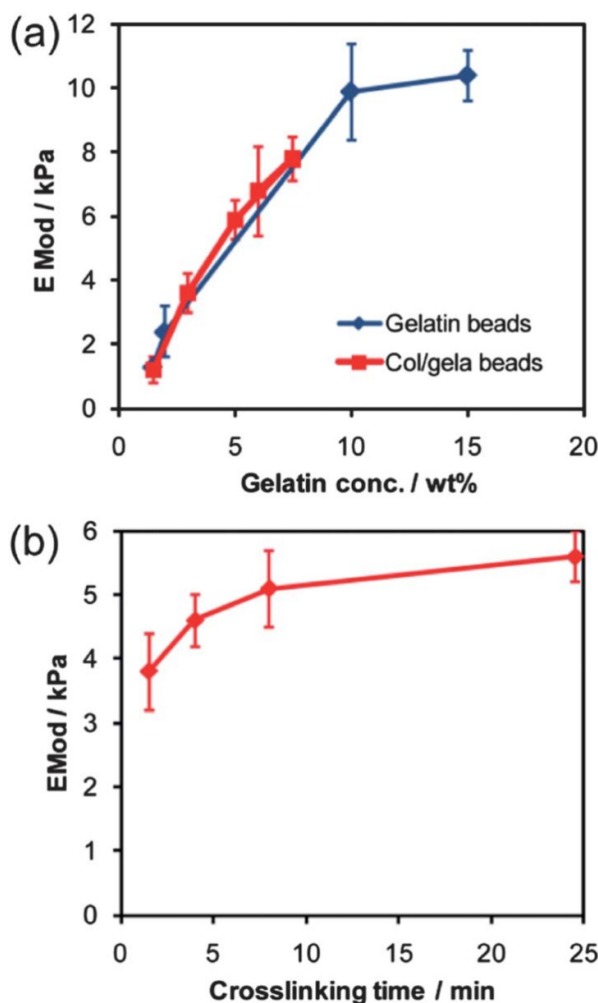 (a)
12
10
8
6
4
2
0
E Mod / kPa
Gelatin beads
Col/gela beads
0 5 10 15 20
Gelatin conc. / wt%
(b)
6
5
4
3
2
1
0
EMod / kPa
0 5 10 15 20 25
Crosslinking time / min